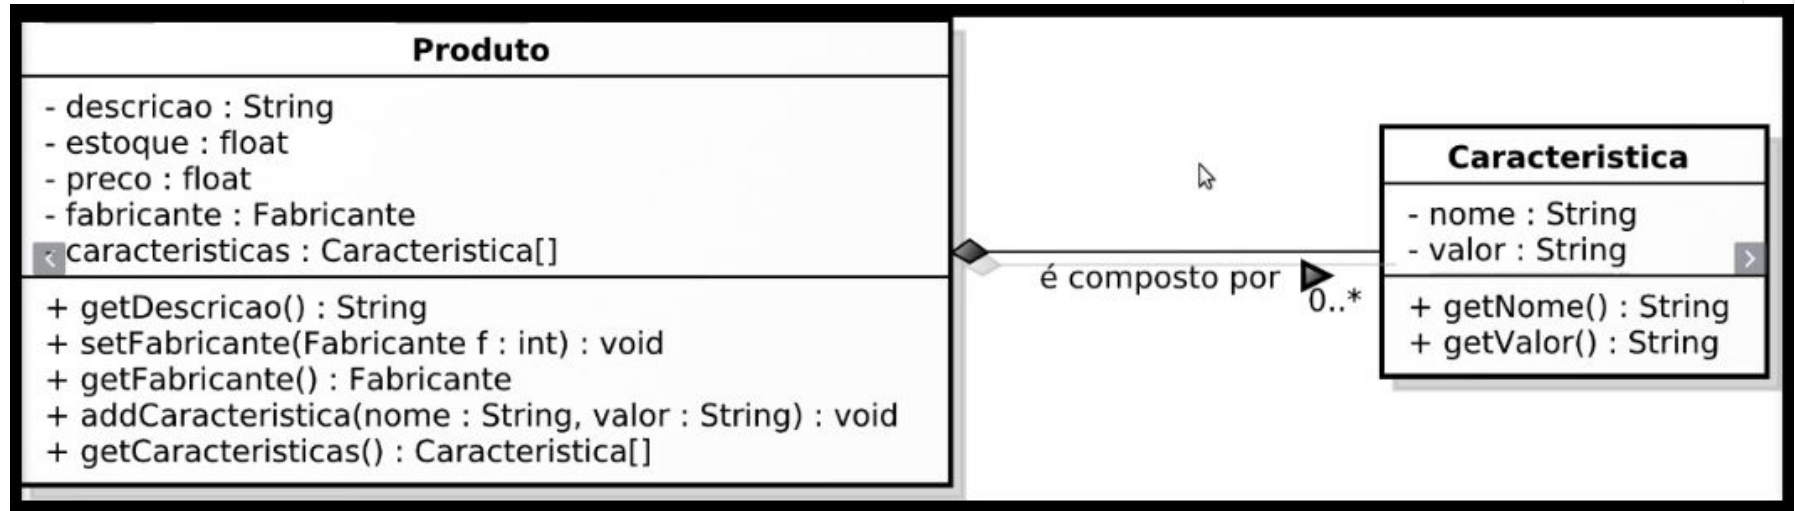 Produto
- descricao : String
- estoque : float
- preco : float
- fabricante : Fabricante
- caracteristicas : Caracteristica[]
+ getDescricao() : String
+ setFabricante(Fabricante f : int) : void
+ getFabricante() : Fabricante
+ addCaracteristica(nome : String, valor : String) : void
+ getCaracteristicas() : Caracteristica[]
é composto por
0..*
Caracteristica
- nome : String
- valor : String
+ getNome() : String
+ getValor() : String